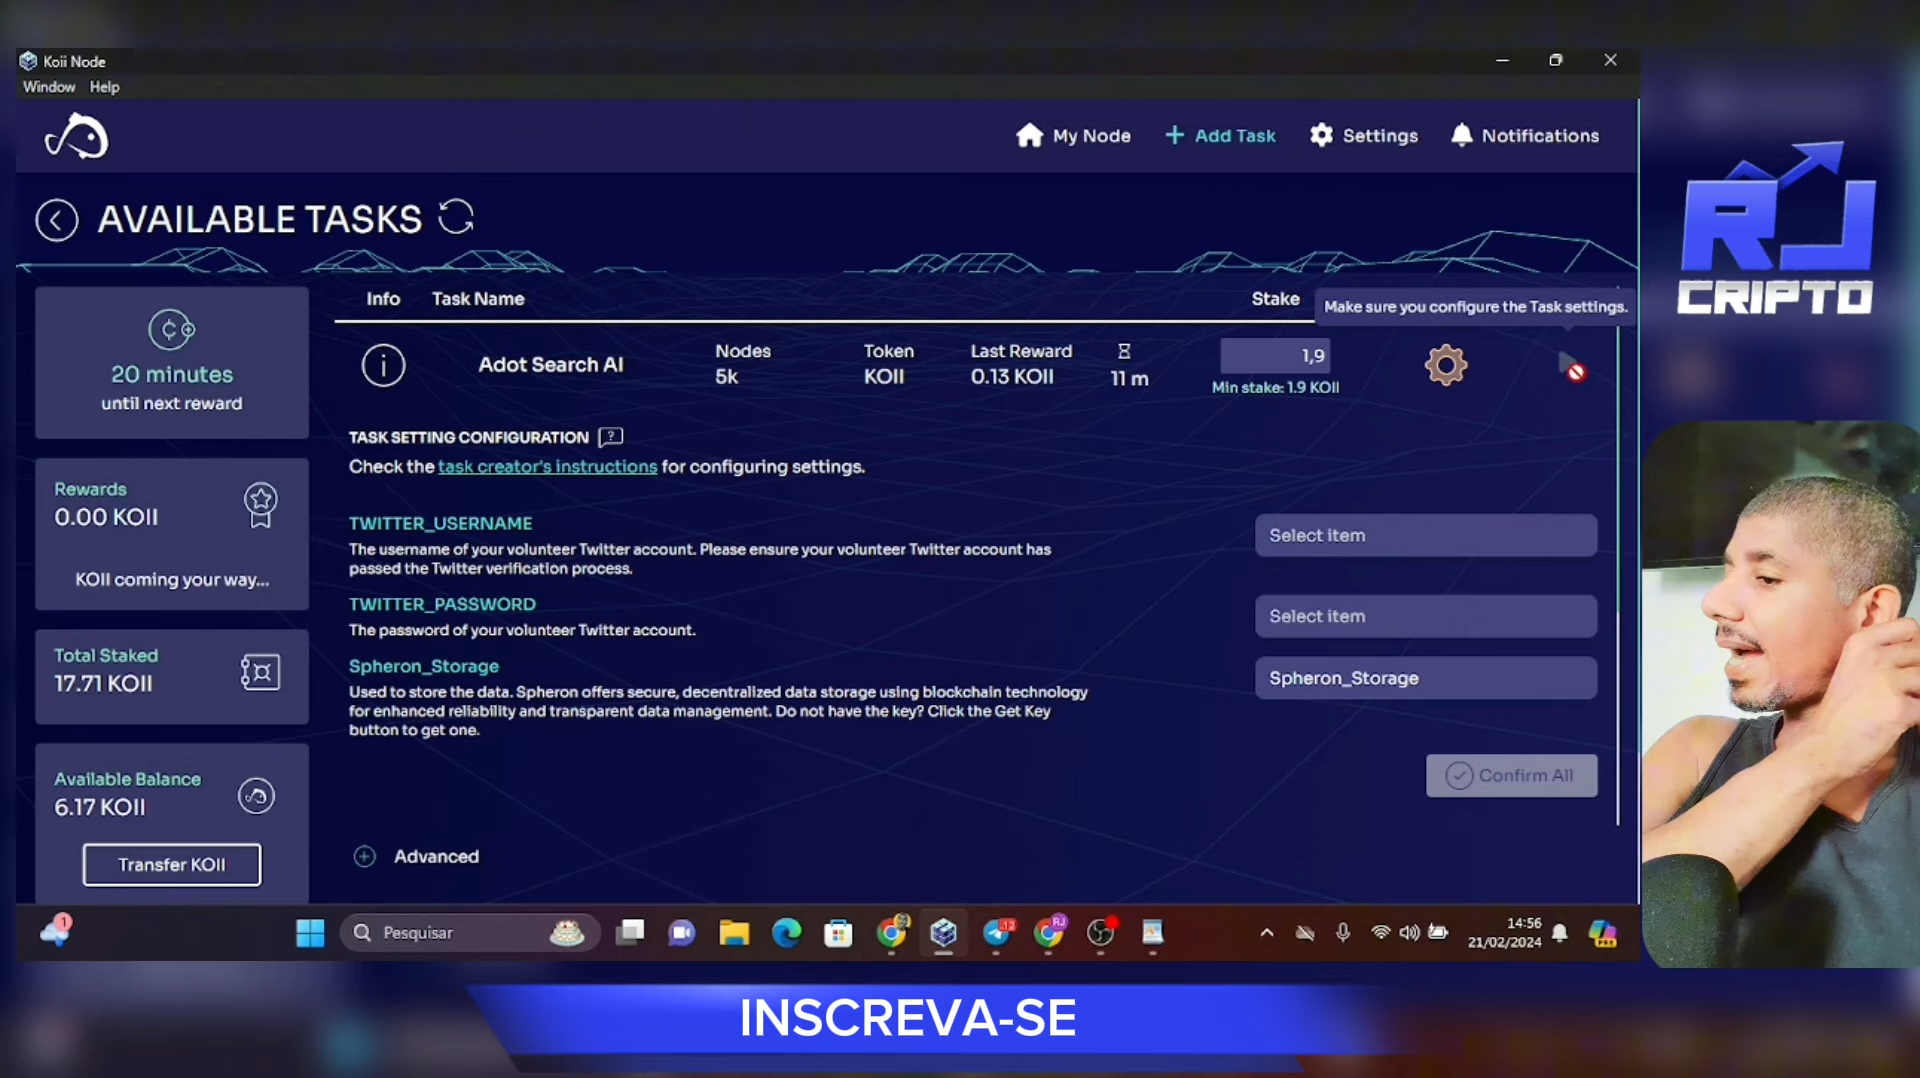 Koii Node
Window Help
My Node
Add Task
Settings
Notifications
AVAILABLE TASKS
20 minutes
until next reward
Rewards
0.00 KOII
KOII coming your way...
Total Staked
17.71 KOII
Available Balance
6.17 KOII
Transfer KOII
Info Task Name Stake
Make sure you configure the Task settings.
Adot Search AI
Nodes
5k
Token
KOII
Last Reward
0.13 KOII
11 m
1,9
Min stake: 1.9 KOII
TASK SETTING CONFIGURATION
Check the task creator's instructions for configuring settings.
TWITTER_USERNAME
The username of your volunteer Twitter account. Please ensure your volunteer Twitter account has
passed the Twitter verification process.
Select item
TWITTER_PASSWORD
The password of your volunteer Twitter account.
Select item
Spheron_Storage
Used to store the data. Spheron offers secure, decentralized data storage using blockchain technology
for enhanced reliability and transparent data management. Do not have the key? Click the Get Key
button to get one.
Spheron_Storage
Confirm All
Advanced
RJ
CRIPTO
1
Pesquisar
12
RJ
14:56
21/02/2024
PRE
INSCREVA-SE